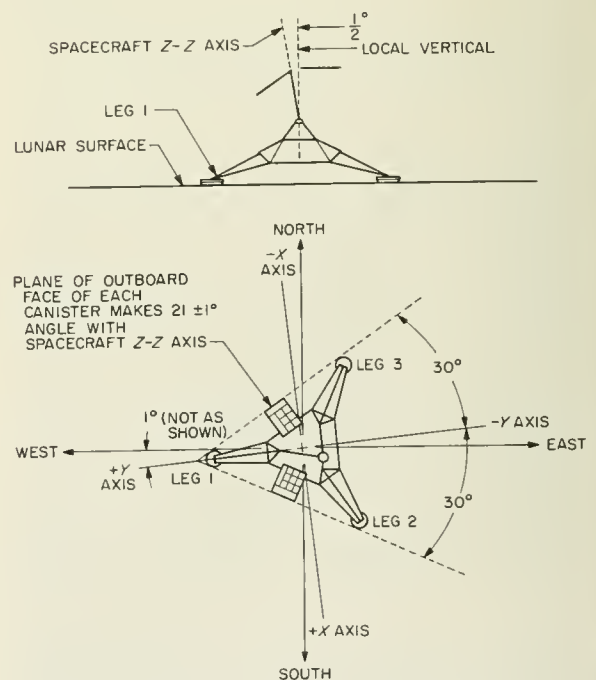 SPACECRAFT Z-Z AXIS
1/2°
LOCAL VERTICAL
LEG 1
LUNAR SURFACE
NORTH
-X
AXIS
PLANE OF OUTBOARD
FACE OF EACH
CANISTER MAKES 21 ±1°
ANGLE WITH
SPACECRAFT Z-Z AXIS
LEG 3
30°
1° (NOT AS
SHOWN)
-Y AXIS
WEST
EAST
+Y
AXIS
LEG 1
30°
LEG 2
+X AXIS
SOUTH